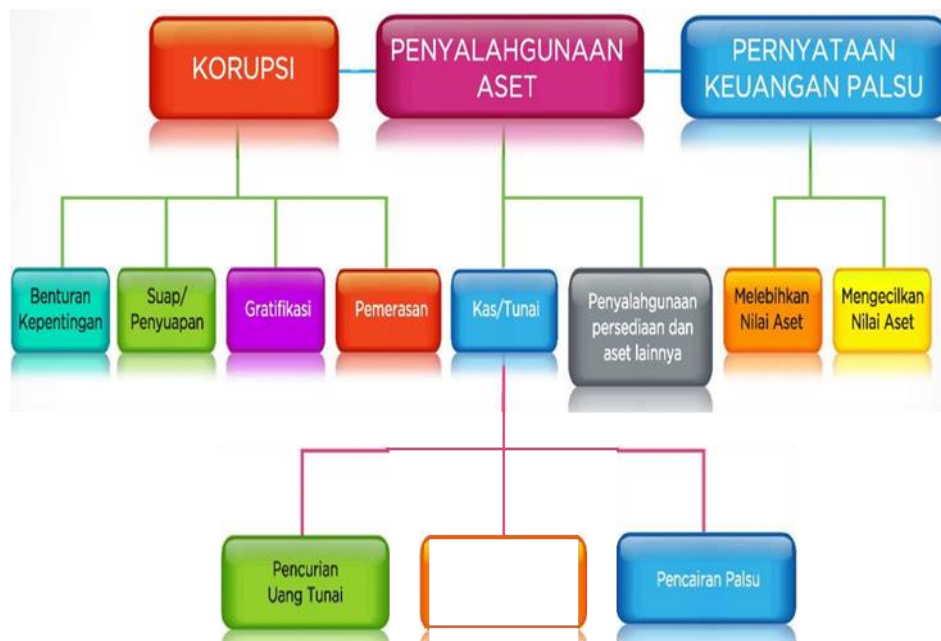 KORUPSI
PENYALAHGUNAAN
ASET
PERNYATAAN
KEUANGAN PALSU
Benturan
Kepentingan
Suap/
Penyuapan
Gratifikasi
Pemerasan
Kas/Tunai
Penyalahgunaan
persediaan dan
aset lainnya
Melebihkan
Nilai Aset
Mengecilkan
Nilai Aset
Pencurian
Uang Tunai
Pencairan Palsu